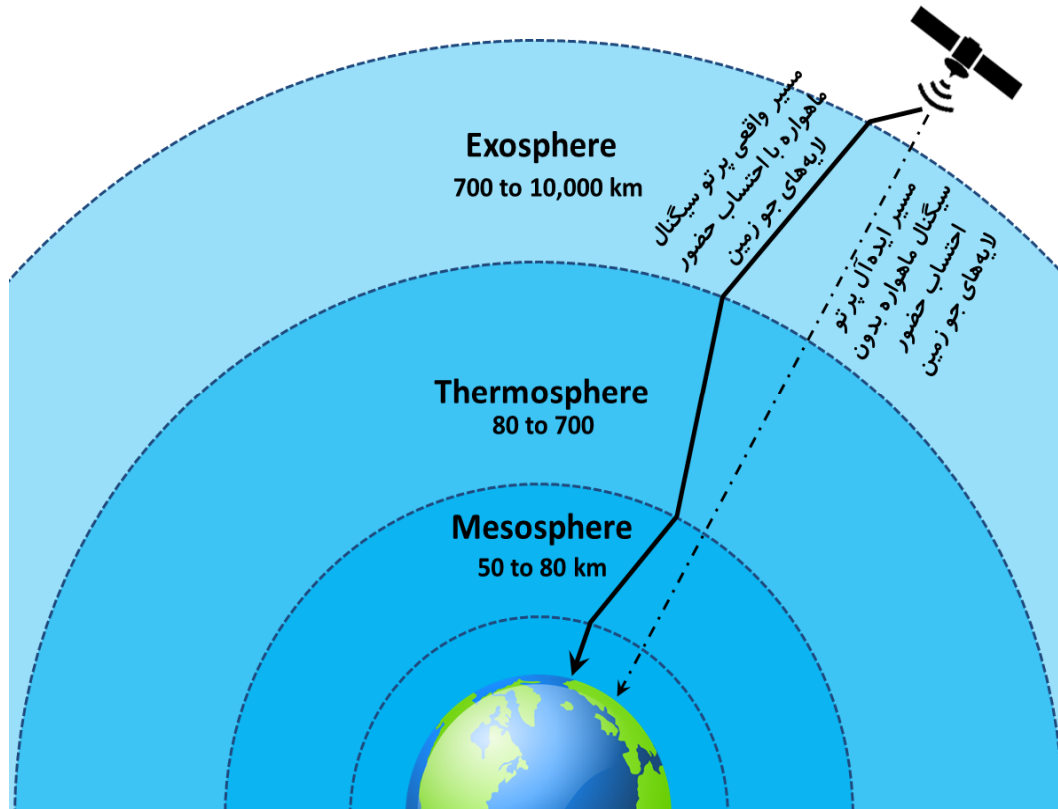 Exosphere
700 to 10,000 km
Thermosphere
80 to 700
Mesosphere
50 to 80 km
مسیر واقعی پرتو سیگنال
ماهواره با احتساب حضور
لایه‌های جو زمین
مسیر ایده‌آل پرتو
سیگنال ماهواره بدون
احتساب حضور
لایه‌های جو زمین